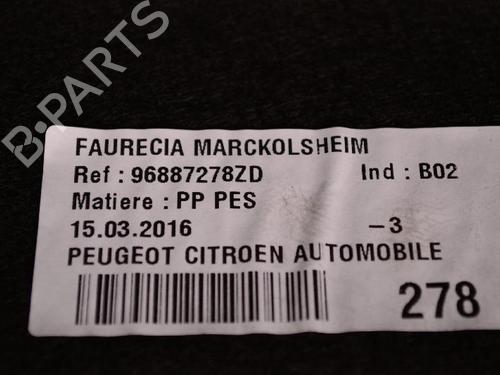 B-PARTS
FAURECIA MARCKOLSHEIM
Ref : 96887278ZD Ind : B02
Matiere : PP PES
15.03.2016 -3
PEUGEOT CITROEN AUTOMOBILE
278